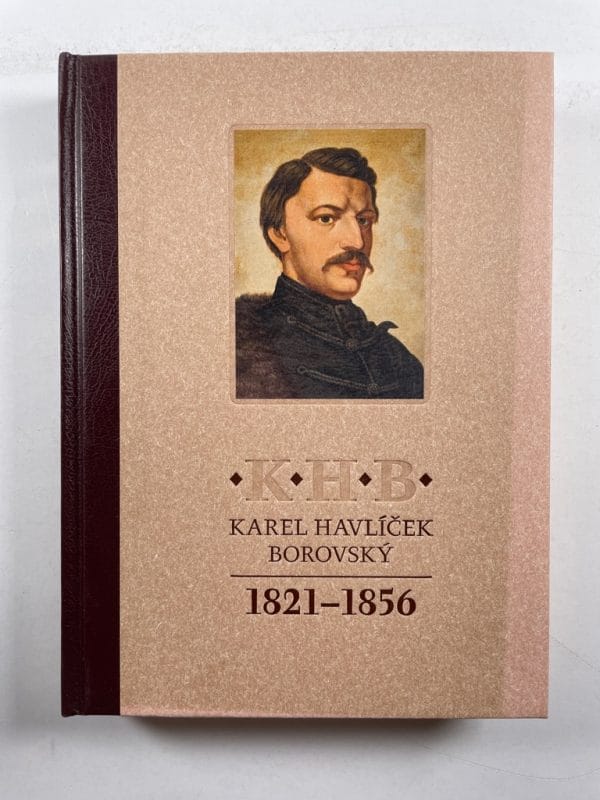 ♦K♦H♦B♦
KAREL HAVLÍČEK
BOROVSKÝ
1821–1856